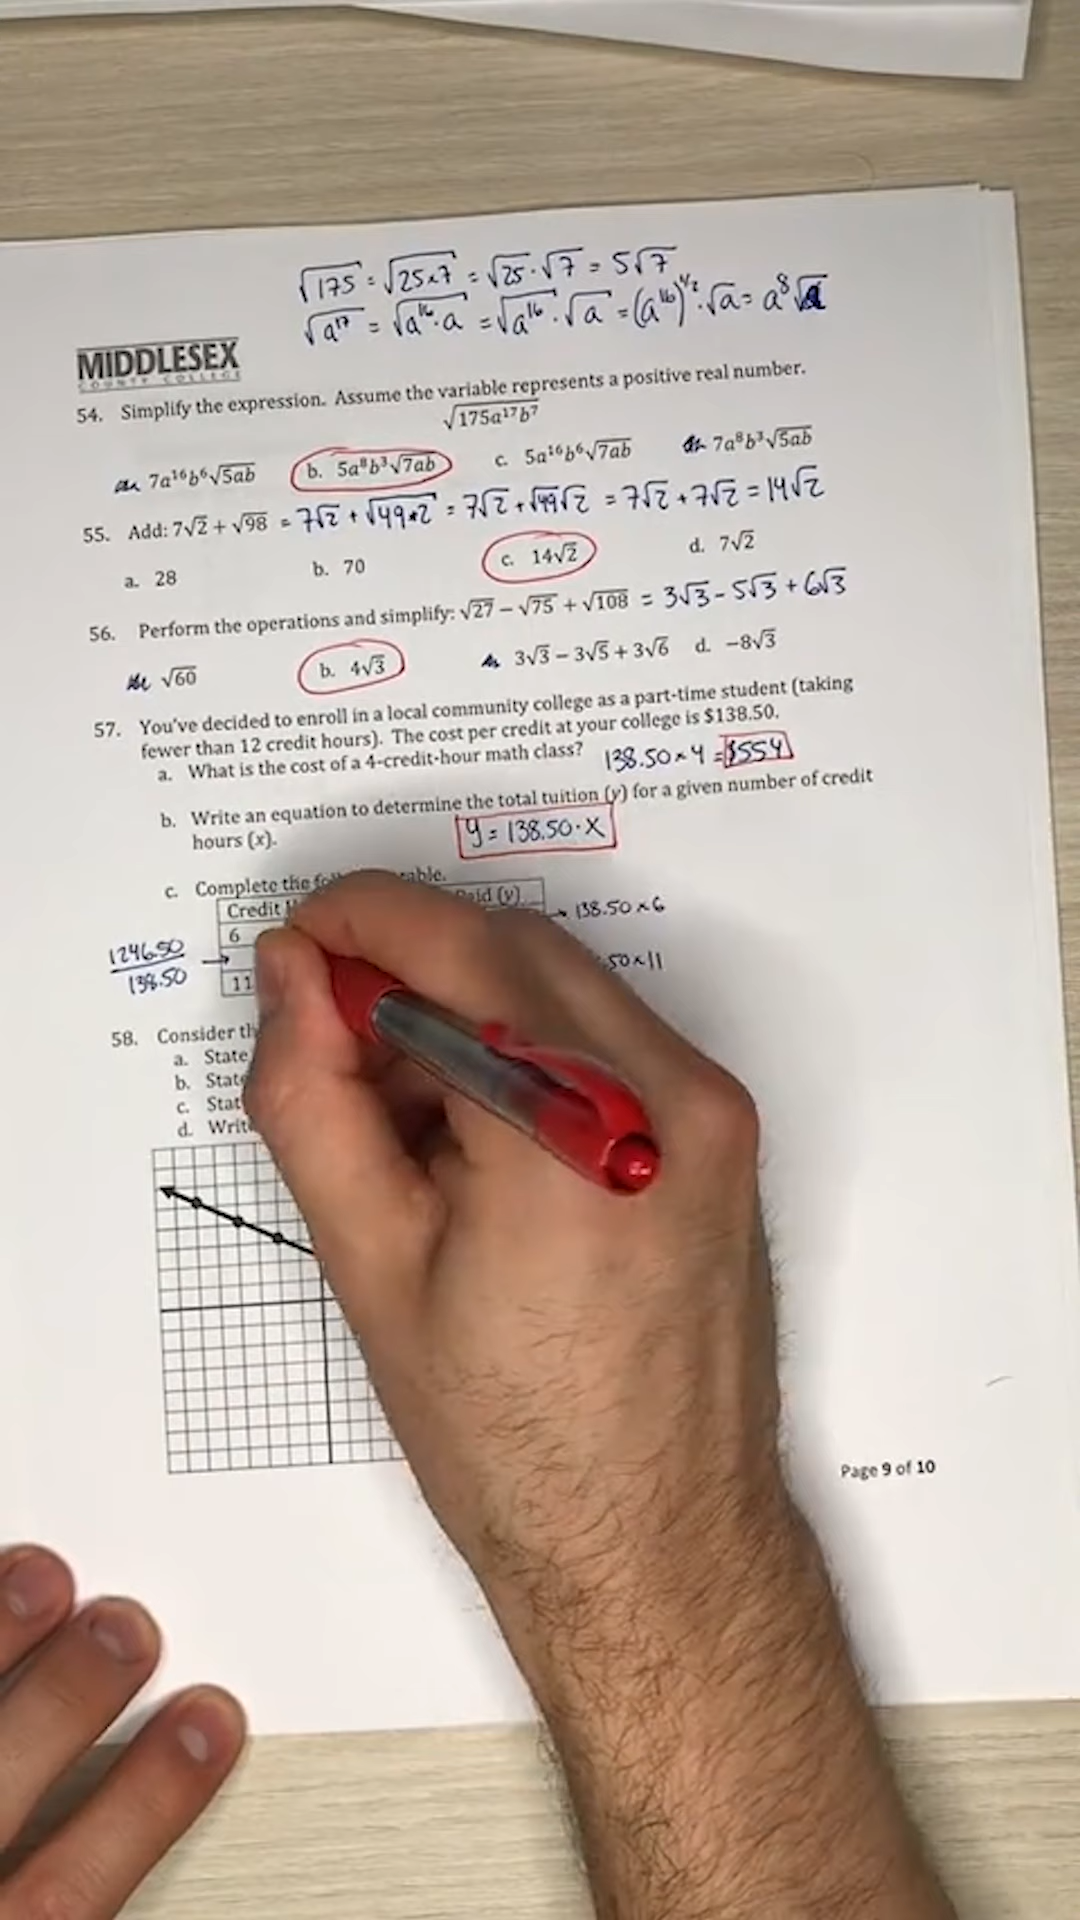 √175 = √25×7 = √25 · √7 = 5√7
√a¹⁷ = √a¹⁶·a = √a¹⁶ · √a = (a¹⁶)^½ · √a = a⁸√a
MIDDLESEX
COUNTY COLLEGE
54. Simplify the expression. Assume the variable represents a positive real number.
√175a¹⁷b⁷
7a¹⁶b⁶√5ab b. 5a⁸b³√7ab c. 5a¹⁶b⁶√7ab 7a⁸b³√5ab
55. Add: 7√2 + √98 = 7√2 + √49×2 = 7√2 + √49√2 = 7√2 + 7√2 = 14√2
a. 28 b. 70 c. 14√2 d. 7√2
56. Perform the operations and simplify: √27 − √75 + √108 = 3√3 − 5√3 + 6√3
√60 b. 4√3 3√3 − 3√5 + 3√6 d. −8√3
57. You've decided to enroll in a local community college as a part-time student (taking
fewer than 12 credit hours). The cost per credit at your college is $138.50.
a. What is the cost of a 4-credit-hour math class? 138.50×4 = $554
b. Write an equation to determine the total tuition (y) for a given number of credit
hours (x). y = 138.50·x
c. Complete the table.
Credit (y) → 138.50×6
6
1246.50
138.50 → .50×11
11
58. Consider
a. State
b. State
c.
d.
Page 9 of 10